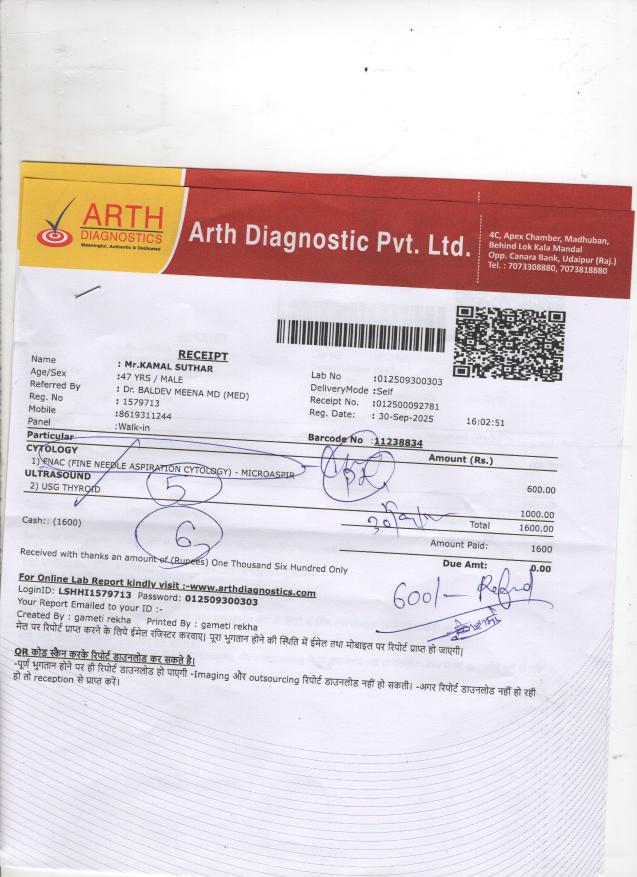 ARTH
DIAGNOSTICS
Meaningful, Authentic & Dedicated
Arth Diagnostic Pvt. Ltd.
4C, Apex Chamber, Madhuban,
Behind Lok Kala Mandal
Opp. Canara Bank, Udaipur (Raj.)
Tel. : 7073308880, 7073818880
RECEIPT
Name : Mr.KAMAL SUTHAR
Age/Sex :47 YRS / MALE
Referred By : Dr. BALDEV MEENA MD (MED)
Reg. No : 1579713
Mobile :8619311244
Panel :Walk-in
Lab No :012509300303
DeliveryMode :Self
Receipt No. :012500092781
Reg. Date: : 30-Sep-2025 16:02:51
Barcode No :11238834
Particular Amount (Rs.)
CYTOLOGY
1) FNAC (FINE NEEDLE ASPIRATION CYTOLOGY) - MICROASPIR 600.00
ULTRASOUND
2) USG THYROID 1000.00
5
6
Total 1600.00
Cash:: (1600)
Amount Paid: 1600
Received with thanks an amount of (Rupees) One Thousand Six Hundred Only
Due Amt: 0.00
600/- Refund
For Online Lab Report kindly visit :-www.arthdiagnostics.com
LoginID: LSHHI1579713 Password: 012509300303
Your Report Emailed to your ID :-
Created By : gameti rekha Printed By : gameti rekha
मेल पर रिपोर्ट प्राप्त करने के लिऐ ईमेल रजिस्टर करवाए। पूरा भुगतान होने की स्थिति में ईमेल तथा मोबाइल पर रिपोर्ट प्राप्त हो जाएगी।
QR कोड स्कैन करके रिपोर्ट डाउनलोड कर सकते है।
-पूर्ण भुगतान होने पर ही रिपोर्ट डाउनलोड हो पाएगी -Imaging और outsourcing रिपोर्ट डाउनलोड नहीं हो सकती। -अगर रिपोर्ट डाउनलोड नहीं हो रही
हो तो reception से प्राप्त करें।